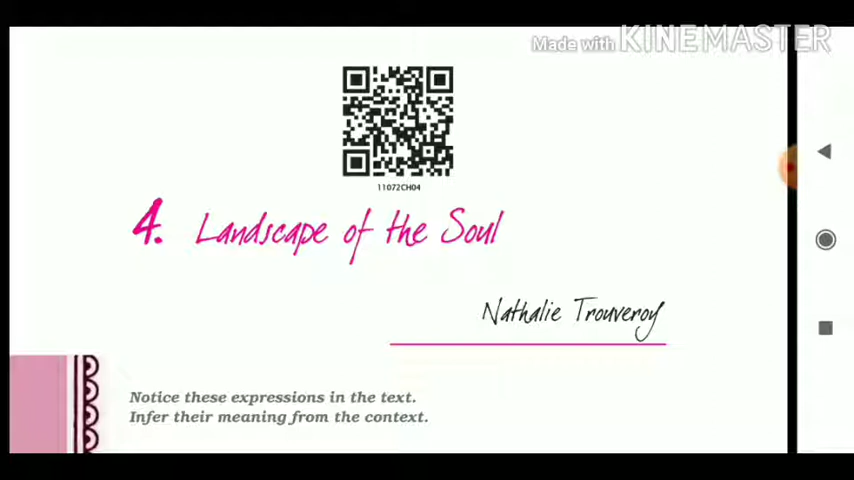 Made with KINEMASTER
11072CH04
4. Landscape of the Soul
Nathalie Trouveroy
Notice these expressions in the text.
Infer their meaning from the context.